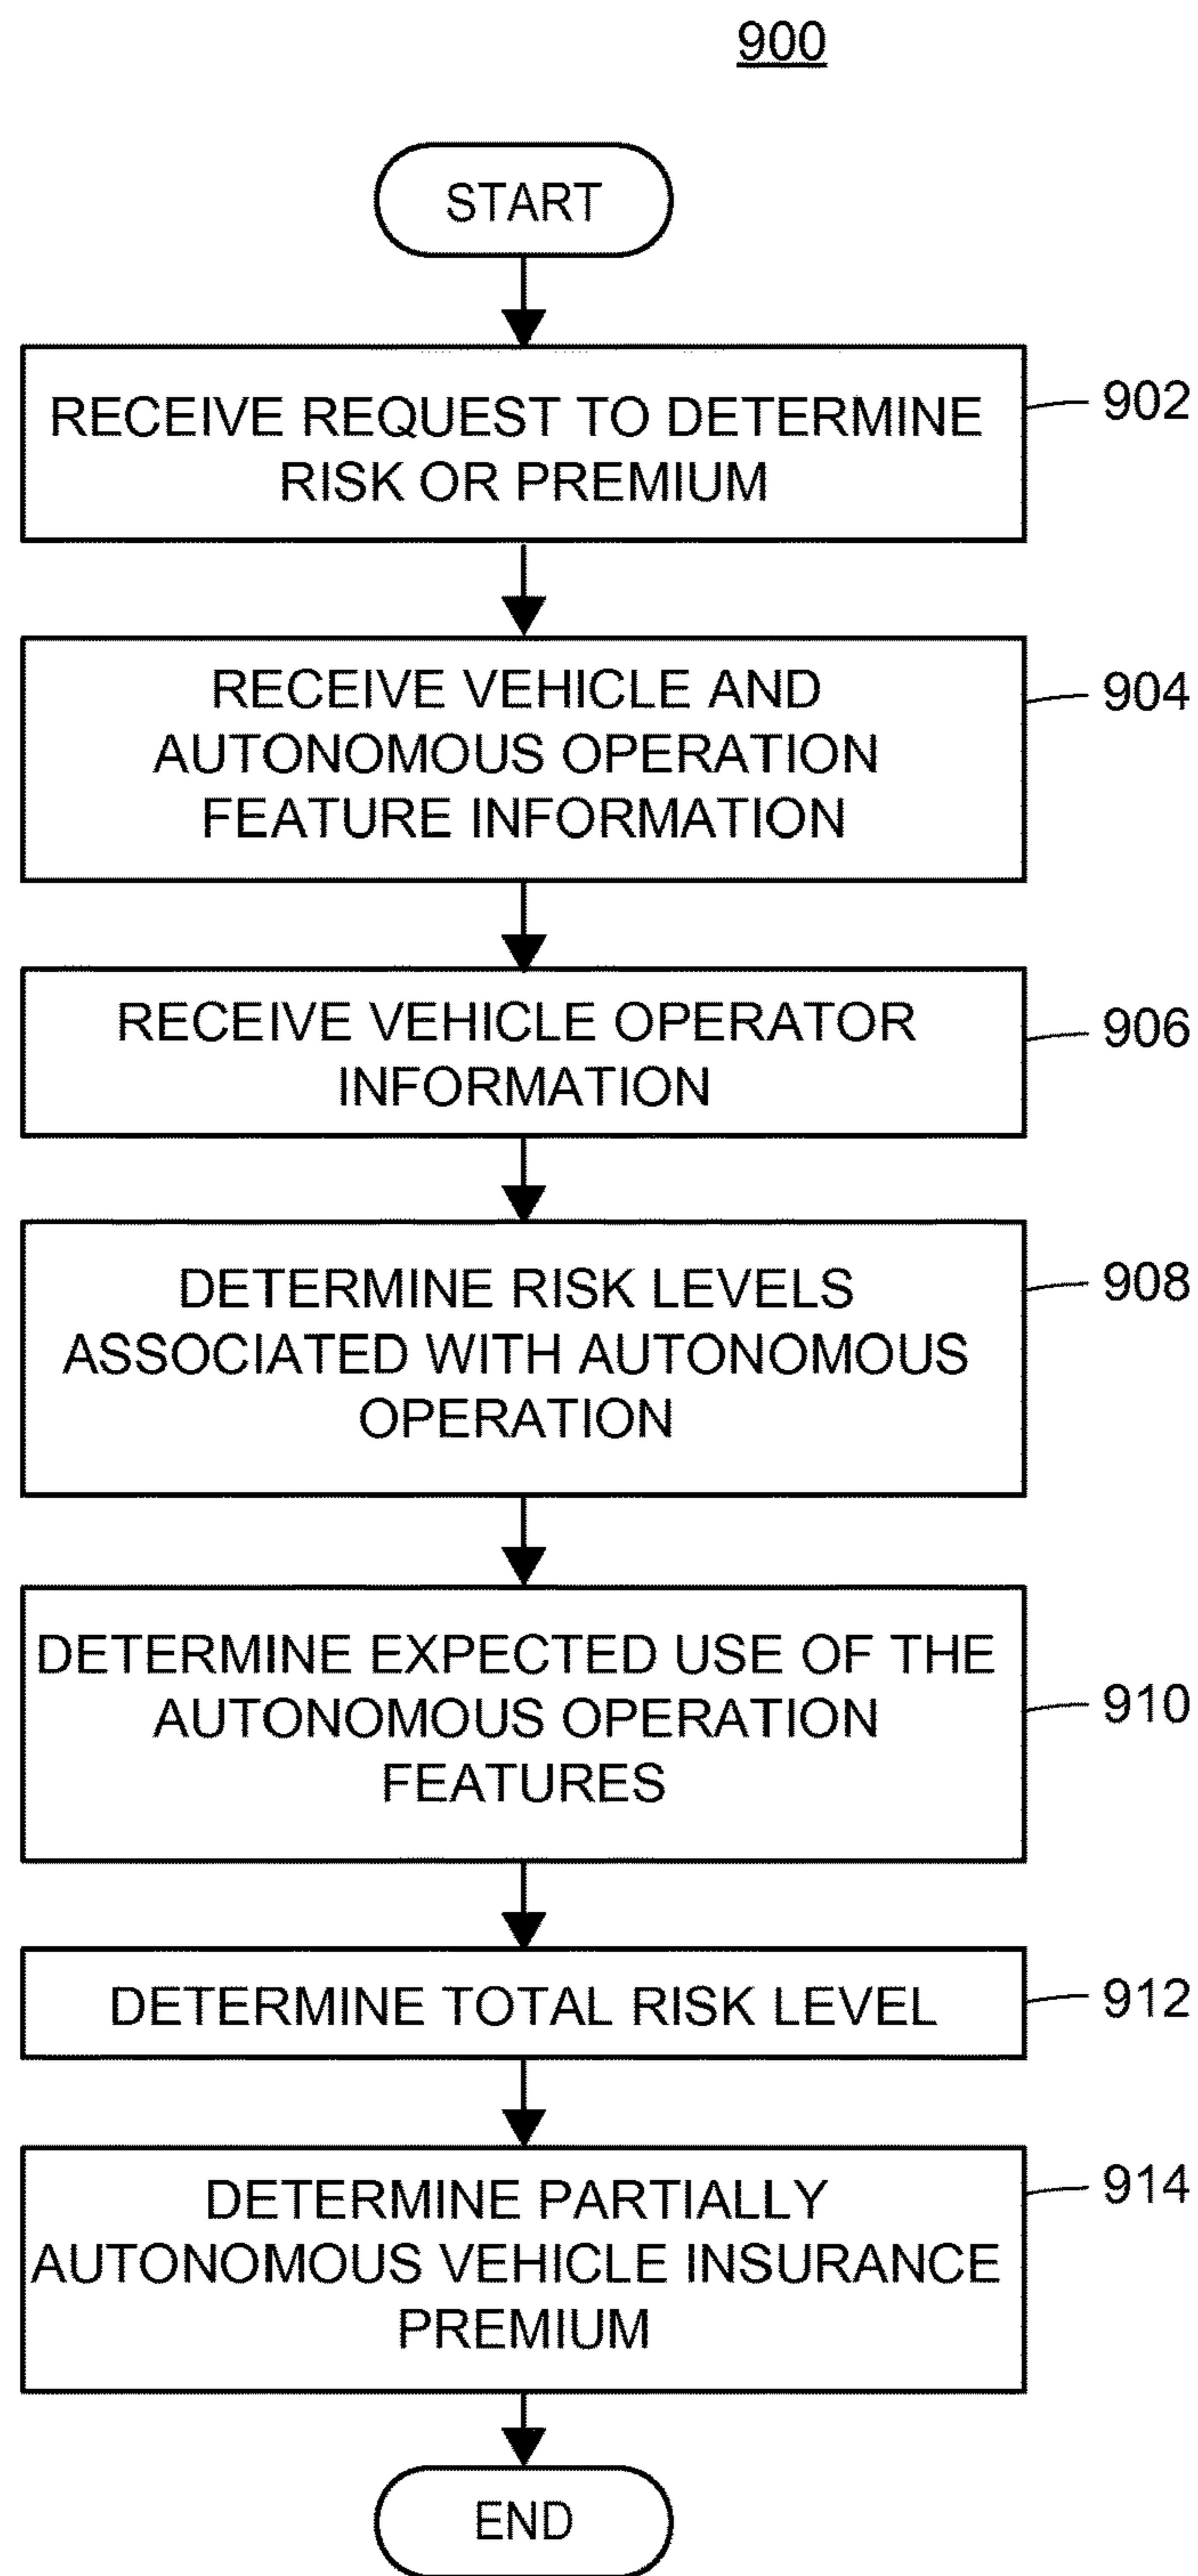 900
START
RECEIVE REQUEST TO DETERMINE
RISK OR PREMIUM
902
RECEIVE VEHICLE AND
AUTONOMOUS OPERATION
FEATURE INFORMATION
904
RECEIVE VEHICLE OPERATOR
INFORMATION
906
DETERMINE RISK LEVELS
ASSOCIATED WITH AUTONOMOUS
OPERATION
908
DETERMINE EXPECTED USE OF THE
AUTONOMOUS OPERATION
FEATURES
910
DETERMINE TOTAL RISK LEVEL
912
DETERMINE PARTIALLY
AUTONOMOUS VEHICLE INSURANCE
PREMIUM
914
END